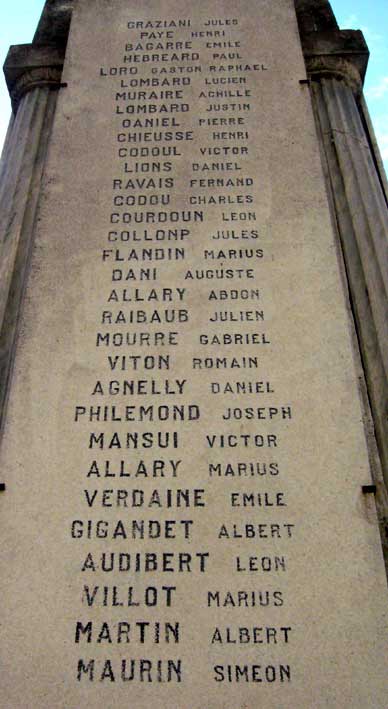 GRAZIANI JULES
PAYE HENRI
BAGARRE EMILE
HEBREARD PAUL
LORO GASTON RAPHAEL
LOMBARD LUCIEN
MURAIRE ACHILLE
LOMBARD JUSTIN
DANIEL PIERRE
CHIEUSSE HENRI
CODOUL VICTOR
LIONS DANIEL
RAVAIS FERNAND
CODOU CHARLES
COURDOUN LEON
COLLOMP JULES
FLANDIN MARIUS
DANI AUGUSTE
ALLARY ABDON
RAIBAUB JULIEN
MOURRE GABRIEL
VITON ROMAIN
AGNELLY DANIEL
PHILEMOND JOSEPH
MANSUI VICTOR
ALLARY MARIUS
VERDAINE EMILE
GIGANDET ALBERT
AUDIBERT LEON
VILLOT MARIUS
MARTIN ALBERT
MAURIN SIMEON